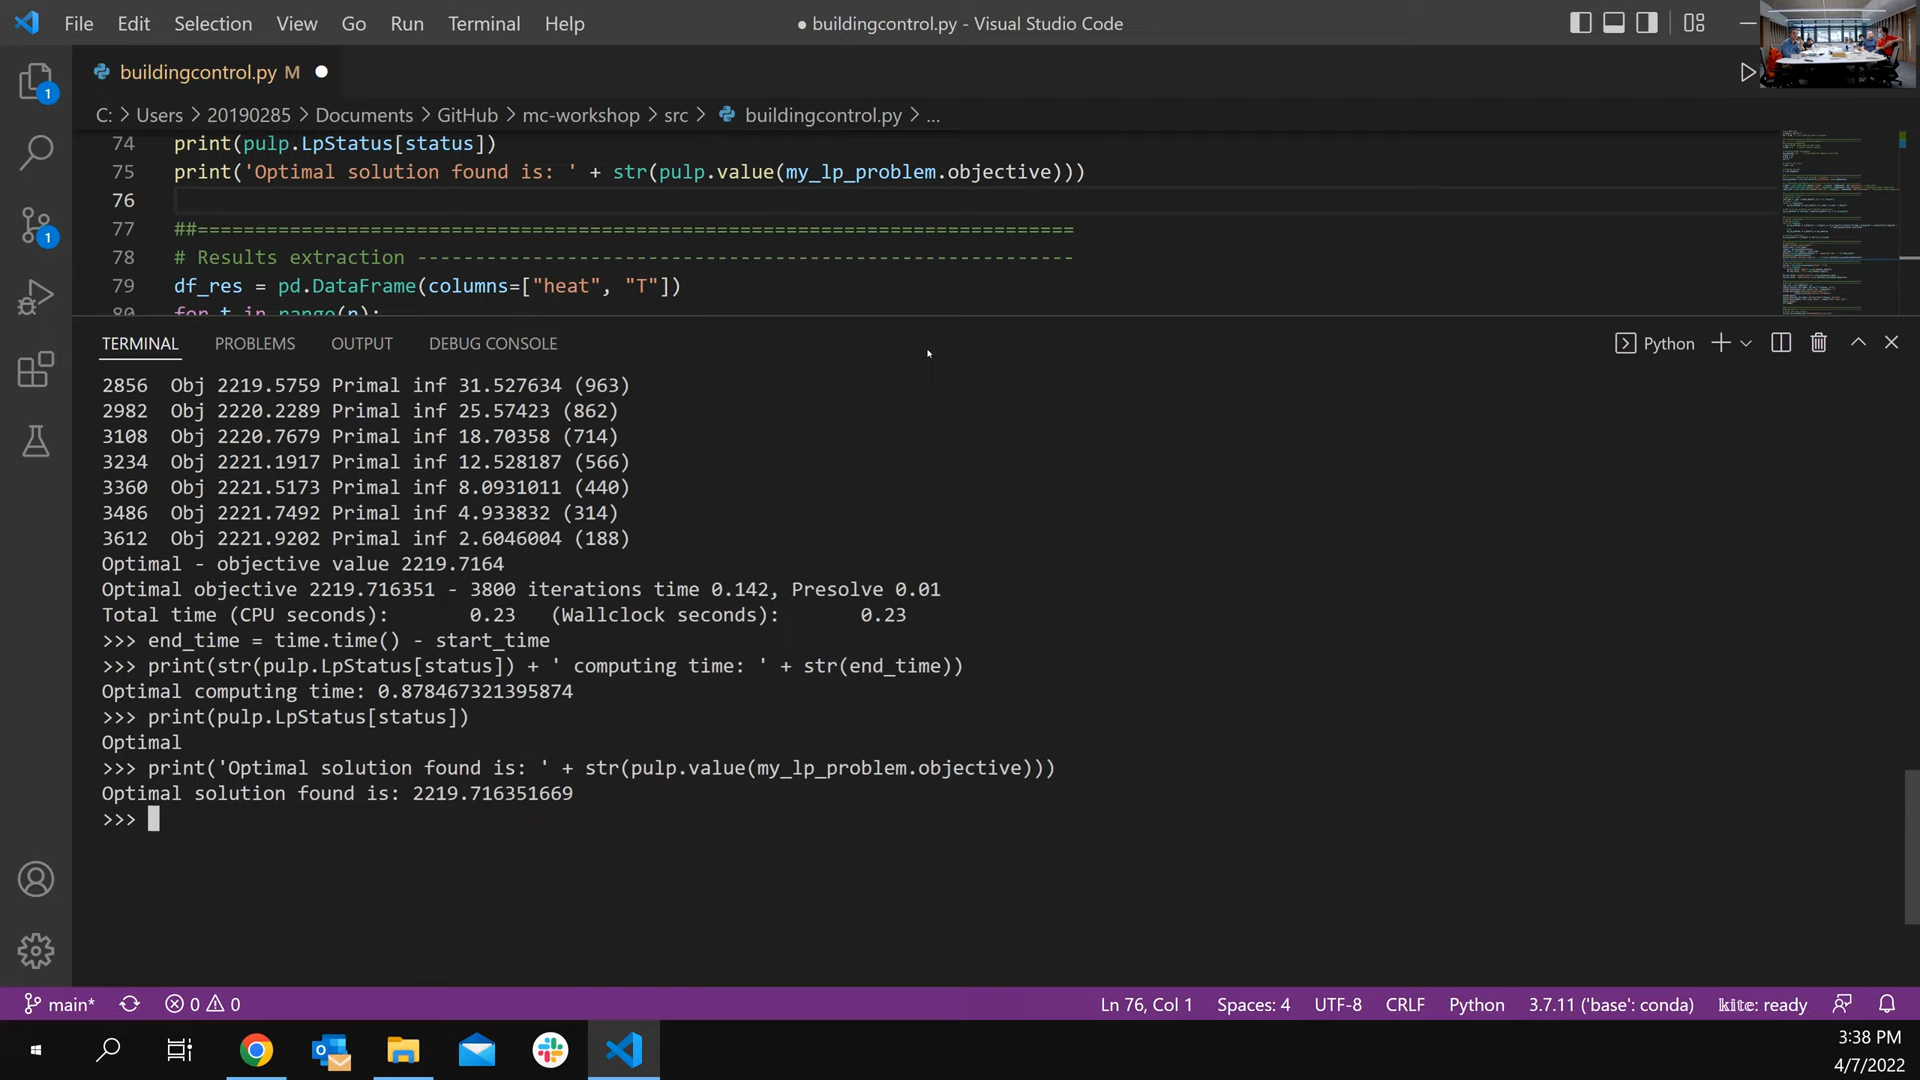 File Edit Selection View Go Run Terminal Help ● buildingcontrol.py - Visual Studio Code
buildingcontrol.py M
C: > Users > 20190285 > Documents > GitHub > mc-workshop > src > buildingcontrol.py > ...
74 print(pulp.LpStatus[status])
75 print('Optimal solution found is: ' + str(pulp.value(my_lp_problem.objective)))
76
77 ##============================================================================
78 # Results extraction ---------------------------------------------------------
79 df_res = pd.DataFrame(columns=["heat", "T"])
80 for t in range(n):
TERMINAL PROBLEMS OUTPUT DEBUG CONSOLE Python
2856 Obj 2219.5759 Primal inf 31.527634 (963)
2982 Obj 2220.2289 Primal inf 25.57423 (862)
3108 Obj 2220.7679 Primal inf 18.70358 (714)
3234 Obj 2221.1917 Primal inf 12.528187 (566)
3360 Obj 2221.5173 Primal inf 8.0931011 (440)
3486 Obj 2221.7492 Primal inf 4.933832 (314)
3612 Obj 2221.9202 Primal inf 2.6046004 (188)
Optimal - objective value 2219.7164
Optimal objective 2219.716351 - 3800 iterations time 0.142, Presolve 0.01
Total time (CPU seconds): 0.23 (Wallclock seconds): 0.23
>>> end_time = time.time() - start_time
>>> print(str(pulp.LpStatus[status]) + ' computing time: ' + str(end_time))
Optimal computing time: 0.878467321395874
>>> print(pulp.LpStatus[status])
Optimal
>>> print('Optimal solution found is: ' + str(pulp.value(my_lp_problem.objective)))
Optimal solution found is: 2219.716351669
>>>
1
1
main* 0 0 Ln 76, Col 1 Spaces: 4 UTF-8 CRLF Python 3.7.11 ('base': conda) kite: ready
3:38 PM
4/7/2022